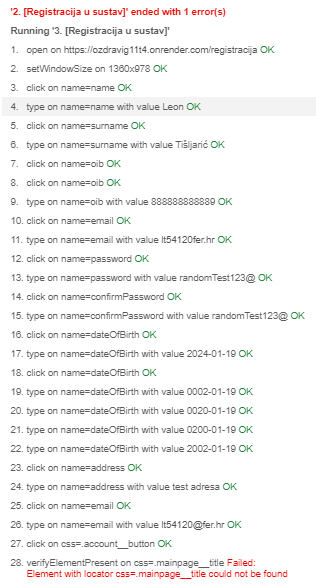 '2. [Registracija u sustav]' ended with 1 error(s)
Running '3. [Registracija u sustav]'
1. open on https://ozdravig11t4.onrender.com/registracija OK
2. setWindowSize on 1360x978 OK
3. click on name=name OK
4. type on name=name with value Leon OK
5. click on name=surname OK
6. type on name=surname with value Tišljarić OK
7. click on name=oib OK
8. click on name=oib OK
9. type on name=oib with value 888888888889 OK
10. click on name=email OK
11. type on name=email with value lt54120fer.hr OK
12. click on name=password OK
13. type on name=password with value randomTest123@ OK
14. click on name=confirmPassword OK
15. type on name=confirmPassword with value randomTest123@ OK
16. click on name=dateOfBirth OK
17. type on name=dateOfBirth with value 2024-01-19 OK
18. click on name=dateOfBirth OK
19. type on name=dateOfBirth with value 0002-01-19 OK
20. type on name=dateOfBirth with value 0020-01-19 OK
21. type on name=dateOfBirth with value 0200-01-19 OK
22. type on name=dateOfBirth with value 2002-01-19 OK
23. click on name=address OK
24. type on name=address with value test adresa OK
25. click on name=email OK
26. type on name=email with value lt54120@fer.hr OK
27. click on css=.account__button OK
28. verifyElementPresent on css=.mainpage__title Failed:
Element with locator css=.mainpage__title could not be found